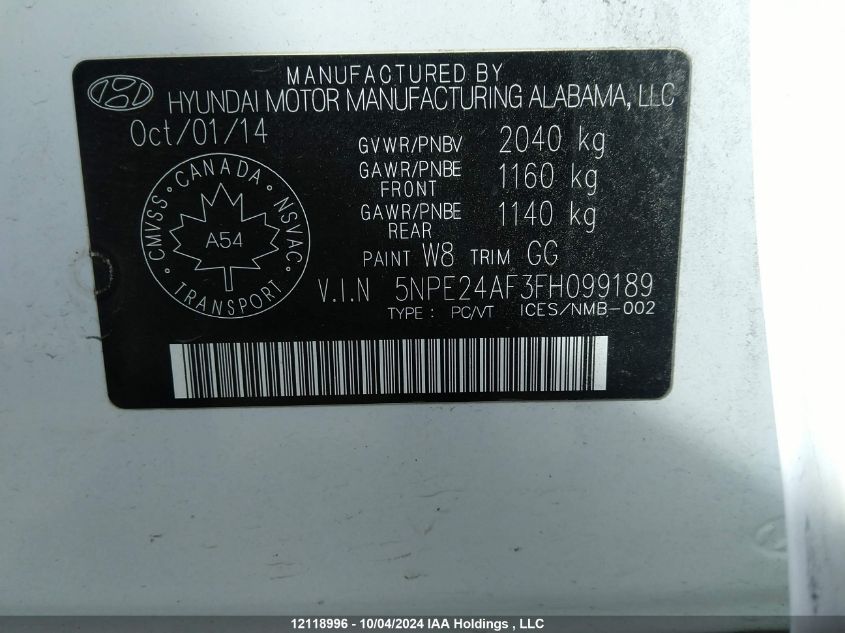 MANUFACTURED BY
HYUNDAI MOTOR MANUFACTURING ALABAMA, LLC
Oct/01/14
GVWR/PNBV 2040 kg
GAWR/PNBE FRONT 1160 kg
GAWR/PNBE REAR 1140 kg
PAINT W8 TRIM GG
CMVSS · CANADA · NSVAC
A54
TRANSPORT
V.I.N 5NPE24AF3FH099189
TYPE : PC/VT ICES/NMB-002
12118996 - 10/04/2024 IAA Holdings , LLC